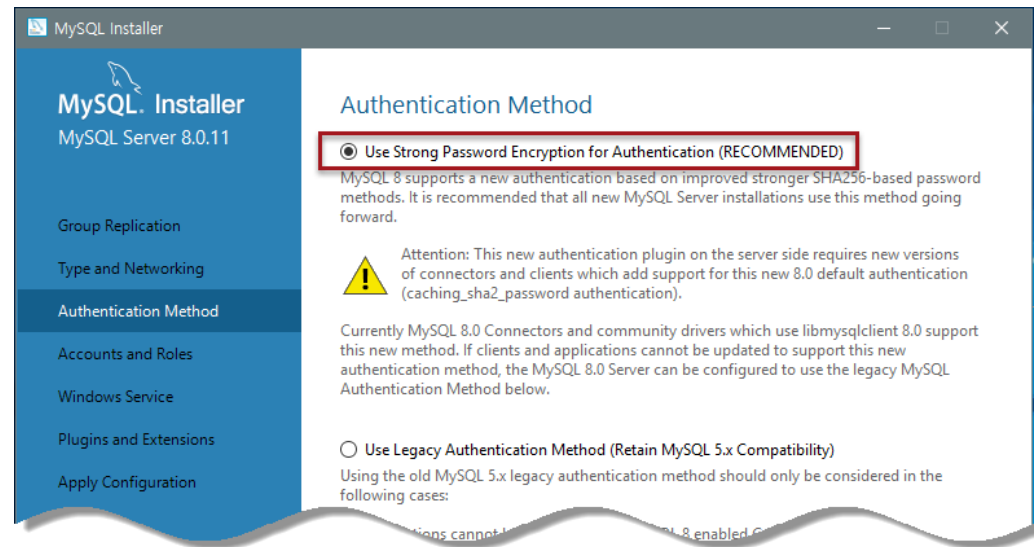 MySQL Installer
MySQL. Installer
MySQL Server 8.0.11
Group Replication
Type and Networking
Authentication Method
Accounts and Roles
Windows Service
Plugins and Extensions
Apply Configuration
Authentication Method
Use Strong Password Encryption for Authentication (RECOMMENDED)
MySQL 8 supports a new authentication based on improved stronger SHA256-based password
methods. It is recommended that all new MySQL Server installations use this method going
forward.
Attention: This new authentication plugin on the server side requires new versions
of connectors and clients which add support for this new 8.0 default authentication
(caching_sha2_password authentication).
Currently MySQL 8.0 Connectors and community drivers which use libmysqlclient 8.0 support
this new method. If clients and applications cannot be updated to support this new
authentication method, the MySQL 8.0 Server can be configured to use the legacy MySQL
Authentication Method below.
Use Legacy Authentication Method (Retain MySQL 5.x Compatibility)
Using the old MySQL 5.x legacy authentication method should only be considered in the
following cases:
8 enabled